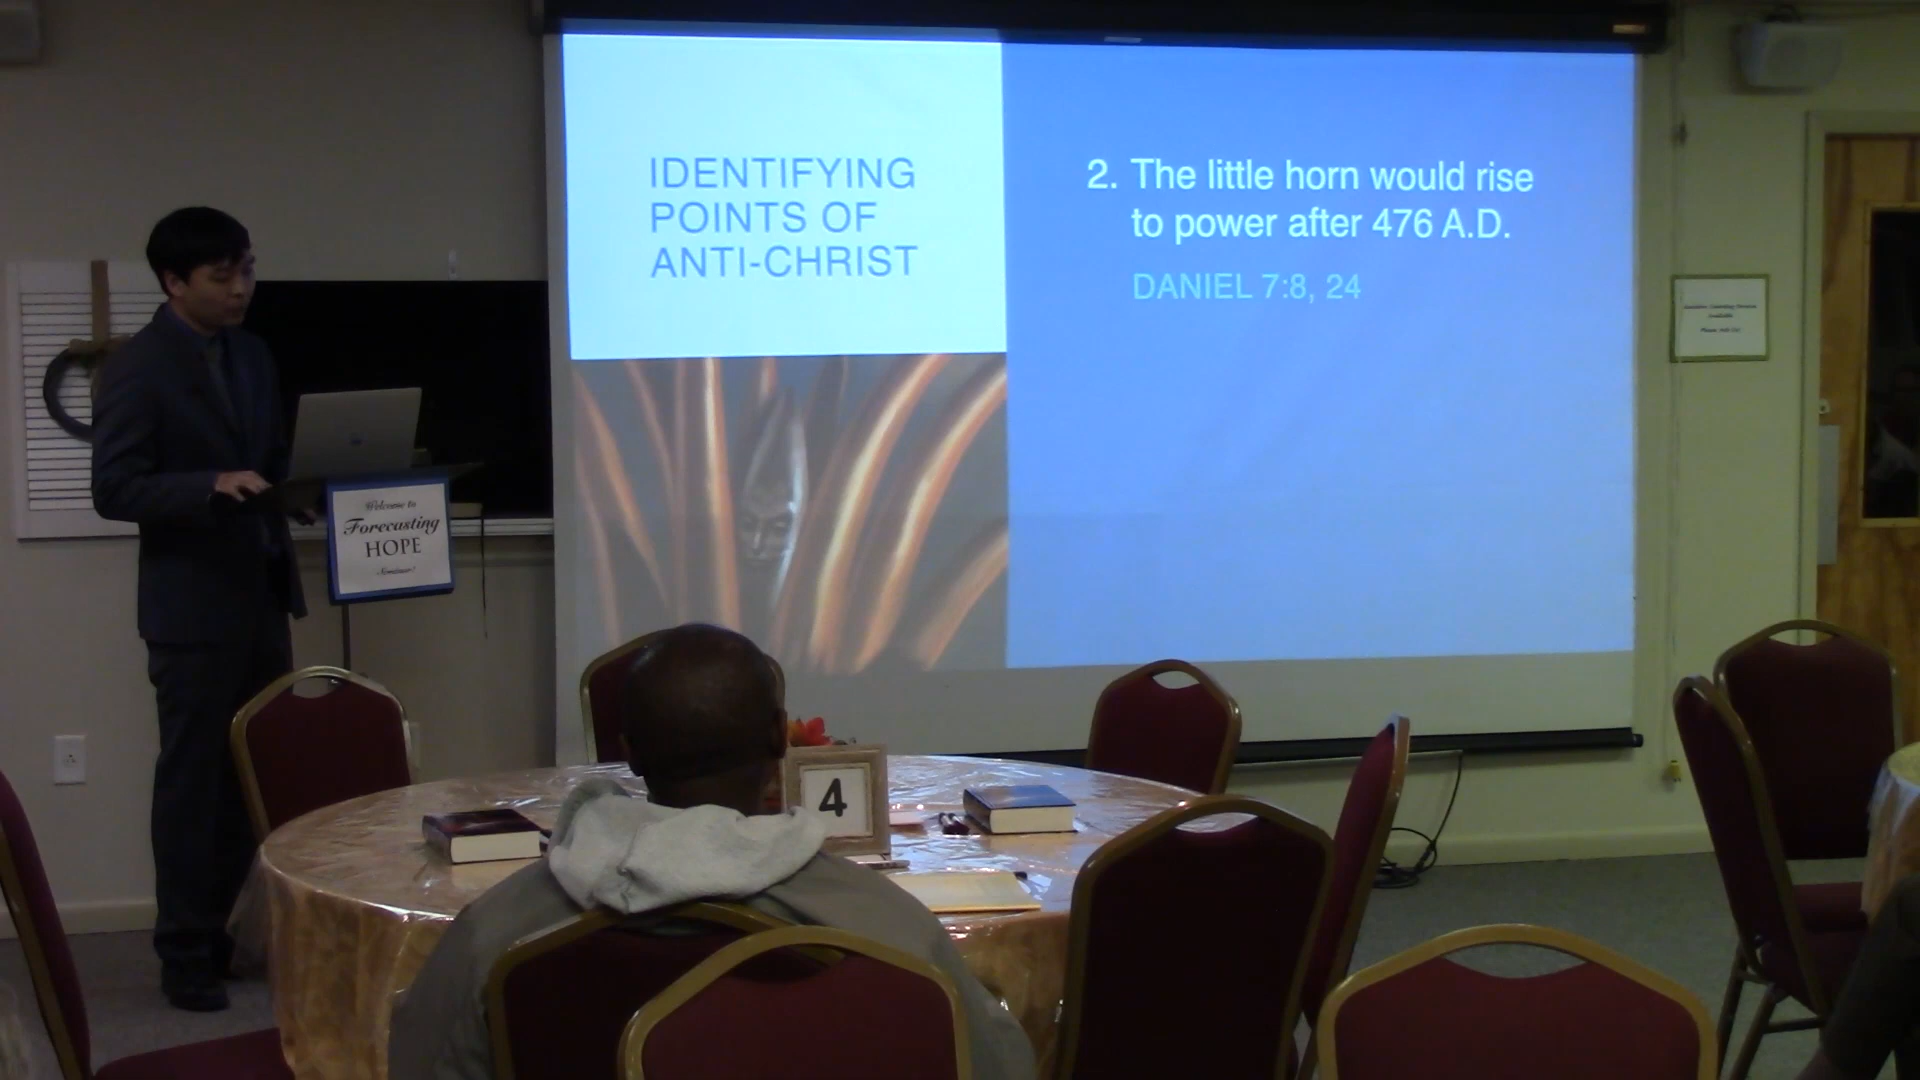 IDENTIFYING
POINTS OF
ANTI-CHRIST
2. The little horn would rise
to power after 476 A.D.
DANIEL 7:8, 24
Welcome to
Forecasting
HOPE
Seminar!
4